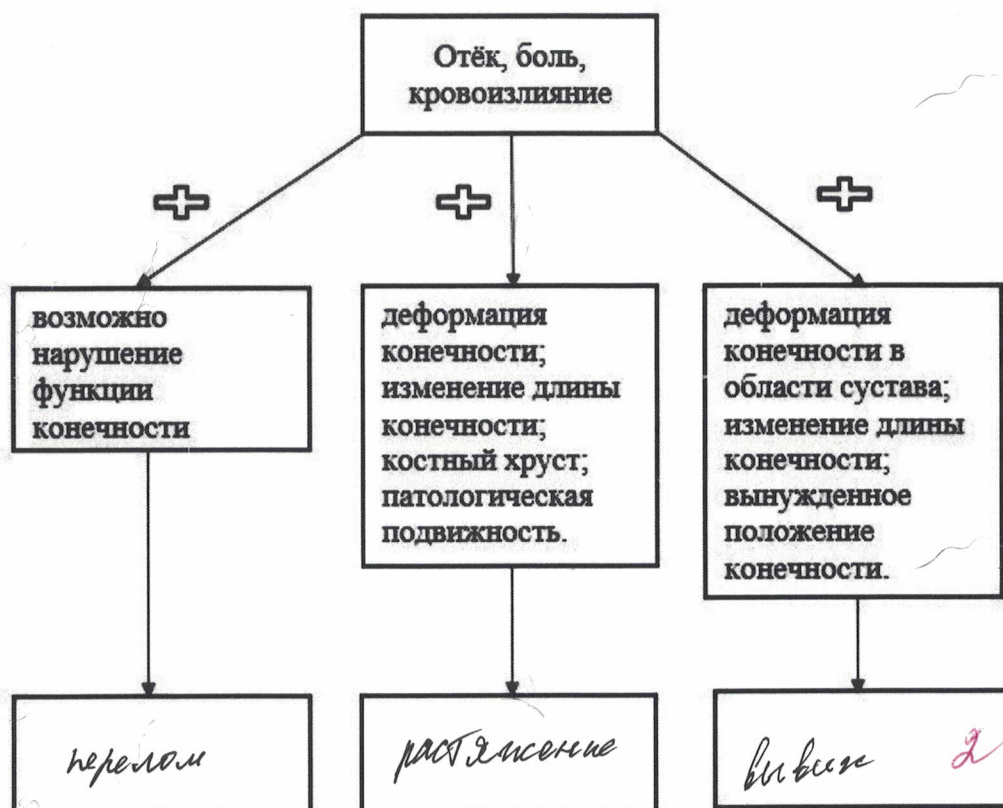 Отёк, боль,
кровоизлияние
возможно
нарушение
функции
конечности
деформация
конечности;
изменение длины
конечности;
костный хруст;
патологическая
подвижность.
деформация
конечности в
области сустава;
изменение длины
конечности;
вынужденное
положение
конечности.
перелом
растяжение
вывих 2